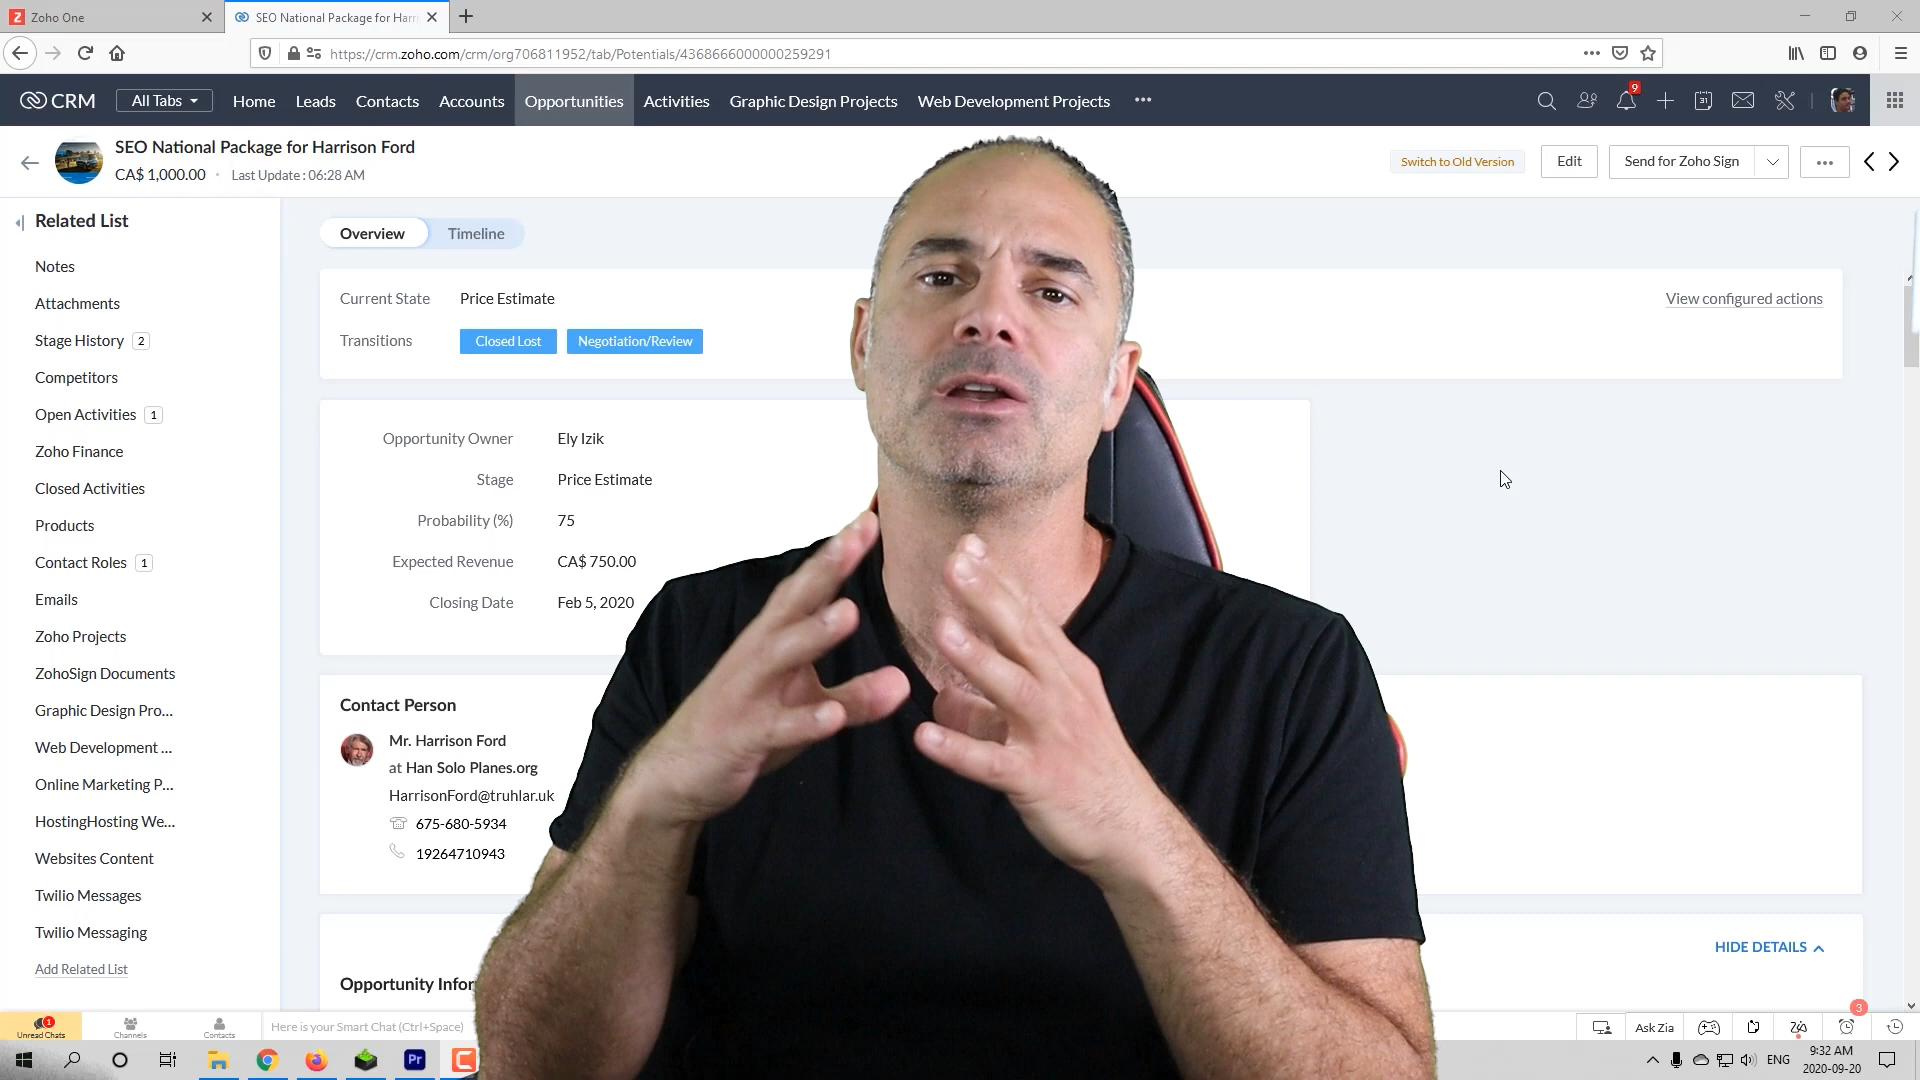 Zoho One
SEO National Package for Harri
https://crm.zoho.com/crm/org706811952/tab/Potentials/4368666000000259291
CRM All Tabs Home Leads Contacts Accounts Opportunities Activities Graphic Design Projects Web Development Projects 9 31
SEO National Package for Harrison Ford
CA$ 1,000.00 · Last Update : 06:28 AM
Switch to Old Version Edit Send for Zoho Sign
Related List
Notes
Attachments
Stage History 2
Competitors
Open Activities 1
Zoho Finance
Closed Activities
Products
Contact Roles 1
Emails
Zoho Projects
ZohoSign Documents
Graphic Design Pro...
Web Development ...
Online Marketing P...
HostingHosting We...
Websites Content
Twilio Messages
Twilio Messaging
Add Related List
Overview Timeline
Current State Price Estimate View configured actions
Transitions Closed Lost Negotiation/Review
Opportunity Owner Ely Izik
Stage Price Estimate
Probability (%) 75
Expected Revenue CA$ 750.00
Closing Date Feb 5, 2020
Contact Person
Mr. Harrison Ford
at Han Solo Planes.org
HarrisonFord@truhlar.uk
675-680-5934
19264710943
HIDE DETAILS
Opportunity Infor
1 Unread Chats Channels Contacts Here is your Smart Chat (Ctrl+Space) Ask Zia 3
Pr ENG 9:32 AM
2020-09-20